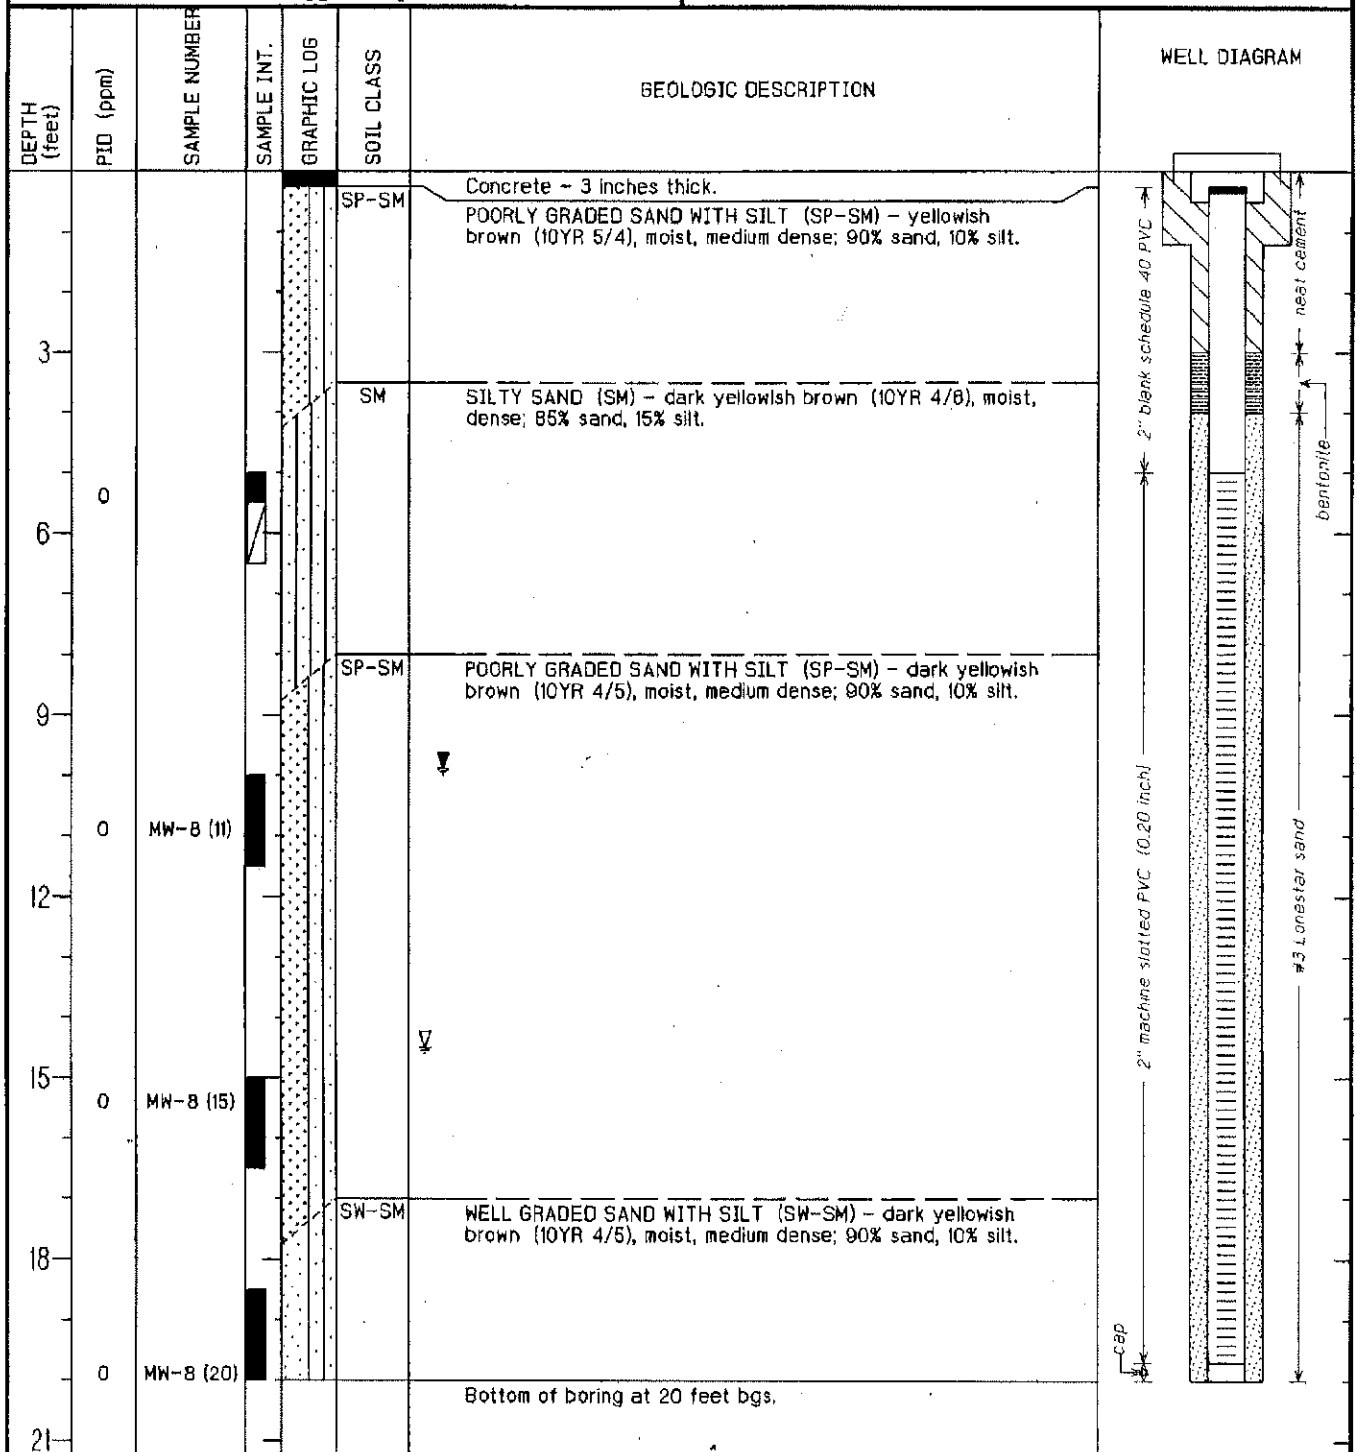 DEPTH (feet)
PID (ppm)
SAMPLE NUMBER
SAMPLE INT.
GRAPHIC LOG
SOIL CLASS
GEOLOGIC DESCRIPTION
WELL DIAGRAM
Concrete - 3 inches thick.
SP-SM
POORLY GRADED SAND WITH SILT (SP-SM) - yellowish
brown (10YR 5/4), moist, medium dense; 90% sand, 10% silt.
2" blank schedule 40 PVC
neat cement
3
SM
SILTY SAND (SM) - dark yellowish brown (10YR 4/6), moist,
dense; 85% sand, 15% silt.
bentonite
0
6
SP-SM
POORLY GRADED SAND WITH SILT (SP-SM) - dark yellowish
brown (10YR 4/5), moist, medium dense; 90% sand, 10% silt.
9
0
MW-8 (11)
2" machine slotted PVC (0.20 inch)
#3 Lonestar sand
12
15
0
MW-8 (15)
SW-SM
WELL GRADED SAND WITH SILT (SW-SM) - dark yellowish
brown (10YR 4/5), moist, medium dense; 90% sand, 10% silt.
18
cap
0
MW-8 (20)
Bottom of boring at 20 feet bgs.
21